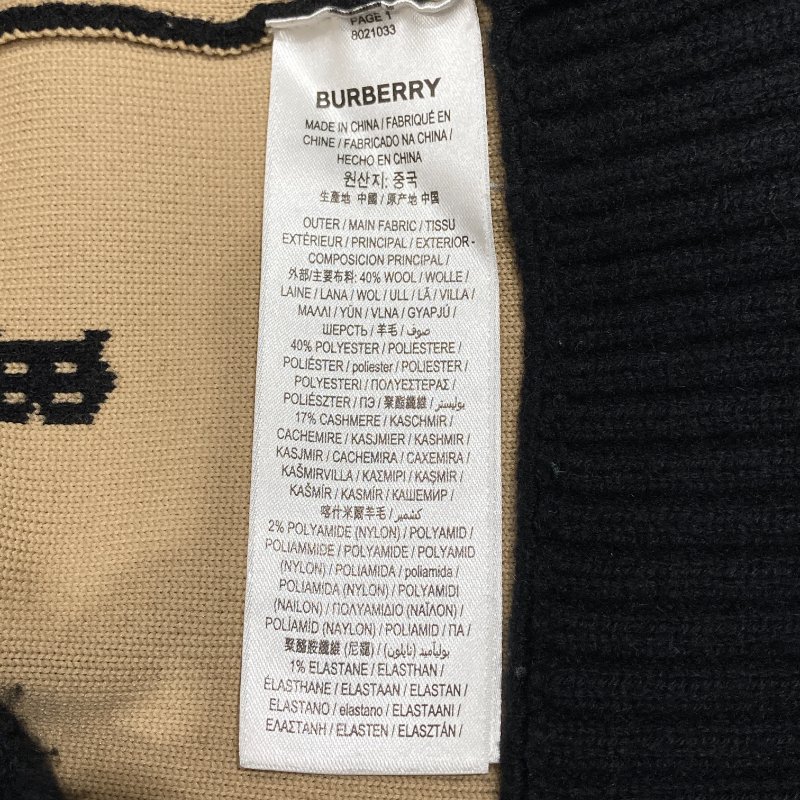 PAGE 1
8021033
BURBERRY
MADE IN CHINA / FABRIQUÉ EN
CHINE / FABRICADO NA CHINA /
HECHO EN CHINA
원산지: 중국
生產地 中國 / 原产地 中国
OUTER / MAIN FABRIC / TISSU
EXTÉRIEUR / PRINCIPAL / EXTERIOR -
COMPOSICION PRINCIPAL /
外部/主要布料: 40% WOOL / WOLLE /
LAINE / LANA / WOL / ULL / LÃ / VILLA /
ΜΑΛΛΙ / YÜN / VLNA / GYAPJÚ /
ШЕРСТЬ / 羊毛 / صوف /
40% POLYESTER / POLIESTERE /
POLIÉSTER / poliester / POLYESTER /
POLYESTERI / ΠΟΛΥΕΣΤΕΡΑΣ /
POLIÉSZTER / ПЭ / 聚酯纖維 / بوليستر /
17% CASHMERE / KASCHMIR /
CACHEMIRE / KASJMIER / KASHMIR /
KASJMIR / CACHEMIRA / CAXEMIRA /
KAŠMIRVILLA / ΚΑΣΜΙΡΙ / KAŞMİR /
KAŠMÍR / KASMÍR / КАШЕМИР /
喀什米爾羊毛 / كشمير /
2% POLYAMIDE (NYLON) / POLYAMID /
POLIAMMIDE / POLYAMIDE / POLYAMID
(NYLON) / POLIAMIDA / poliamida /
POLIAMIDA (NYLON) / POLYAMIDI
(NAILON) / ΠΟΛΥΑΜΙΔΙΟ (ΝΑΪΛΟΝ) /
POLÍAMÍD (NAYLON) / POLIAMID / ПА /
聚酰胺纖維 (尼龍) / بوليأميد (نايلون) /
1% ELASTANE / ELASTHAN /
ÉLASTHANE / ELASTAAN / ELASTAN /
ELASTANO / elastano / ELASTAANI /
ΕΛΑΣΤΑΝΗ / ELASTEN / ELASZTÁN /